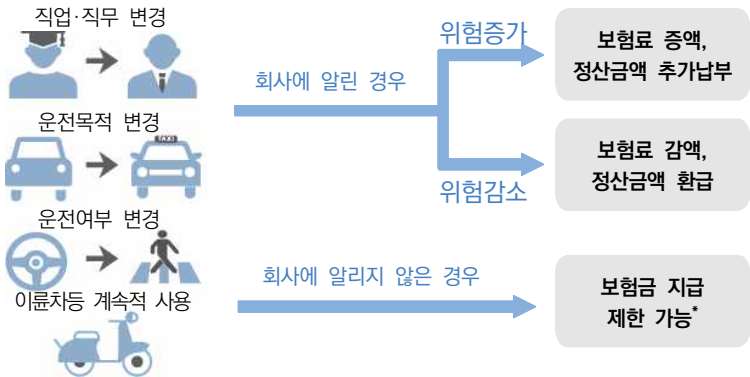 직업·직무 변경
운전목적 변경
TAXI
운전여부 변경
이륜차등 계속적 사용
회사에 알린 경우
위험증가
위험감소
보험료 증액,
정산금액 추가납부
보험료 감액,
정산금액 환급
회사에 알리지 않은 경우
보험금 지급
제한 가능*